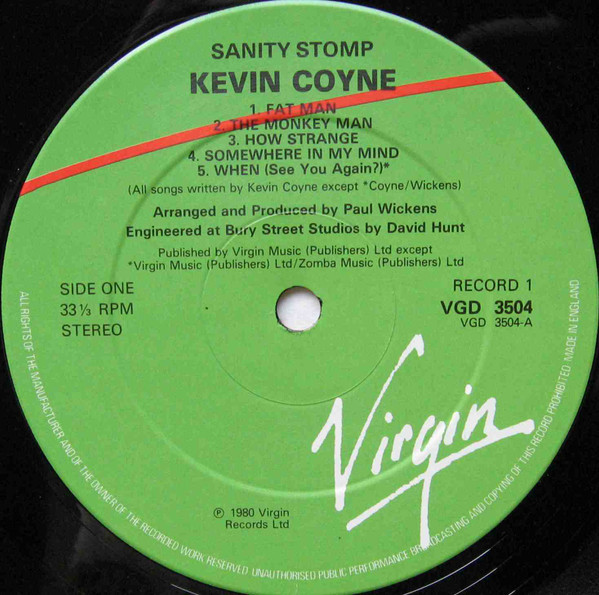 SANITY STOMP
KEVIN COYNE
1. FAT MAN
2. THE MONKEY MAN
3. HOW STRANGE
4. SOMEWHERE IN MY MIND
5. WHEN (See You Again?)*
(All songs written by Kevin Coyne except *Coyne/Wickens)
Arranged and Produced by Paul Wickens
Engineered at Bury Street Studios by David Hunt
Published by Virgin Music (Publishers) Ltd except
*Virgin Music (Publishers) Ltd/Zomba Music (Publishers) Ltd
SIDE ONE
33⅓ RPM
STEREO
RECORD 1
VGD 3504
VGD 3504-A
Virgin
℗ 1980 Virgin
Records Ltd
ALL RIGHTS OF THE MANUFACTURER AND OF THE OWNER OF THE RECORDED WORK RESERVED UNAUTHORISED PUBLIC PERFORMANCE BROADCASTING AND COPYING OF THIS RECORD PROHIBITED MADE IN ENGLAND